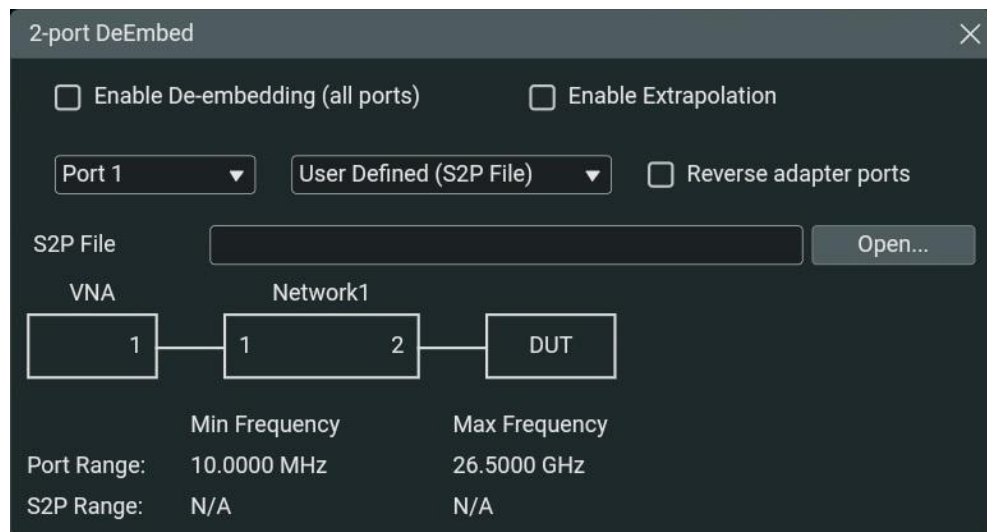 2-port DeEmbed
Enable De-embedding (all ports) Enable Extrapolation
Port 1 User Defined (S2P File) Reverse adapter ports
S2P File Open...
VNA Network1
1 1 2 DUT
Min Frequency Max Frequency
Port Range: 10.0000 MHz 26.5000 GHz
S2P Range: N/A N/A